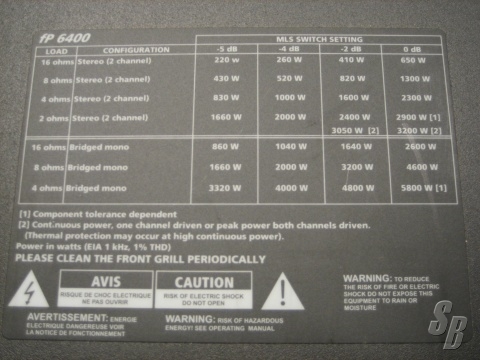 fP 6400
MLS SWITCH SETTING
LOAD CONFIGURATION -5 dB -4 dB -2 dB 0 dB
16 ohms Stereo (2 channel) 220 w 260 W 410 W 650 W
8 ohms Stereo (2 channel) 430 W 520 W 820 W 1300 W
4 ohms Stereo (2 channel) 830 W 1000 W 1600 W 2300 W
2 ohms Stereo (2 channel) 1660 W 2000 W 2400 W 2900 W [1]
3050 W [2] 3200 W [2]
16 ohms Bridged mono 860 W 1040 W 1640 W 2600 W
8 ohms Bridged mono 1660 W 2000 W 3200 W 4600 W
4 ohms Bridged mono 3320 W 4000 W 4800 W 5800 W [1]
[1] Component tolerance dependent
[2] Continuous power, one channel driven or peak power both channels driven.
(Thermal protection may occur at high continuous power).
Power in watts (EIA 1 kHz, 1% THD)
PLEASE CLEAN THE FRONT GRILL PERIODICALLY
AVIS
RISQUE DE CHOC ELECTRIQUE
NE PAS OUVRIR
CAUTION
RISK OF ELECTRIC SHOCK
DO NOT OPEN
WARNING: TO REDUCE
THE RISK OF FIRE OR ELECTRIC
SHOCK DO NOT EXPOSE THIS
EQUIPMENT TO RAIN OR
MOISTURE
AVERTISSEMENT: ENERGIE
ELECTRIQUE DANGEREUSE VOIR
LA NOTICE DE FONCTIONNEMENT
WARNING: RISK OF HAZARDOUS
ENERGY! SEE OPERATING MANUAL
SB